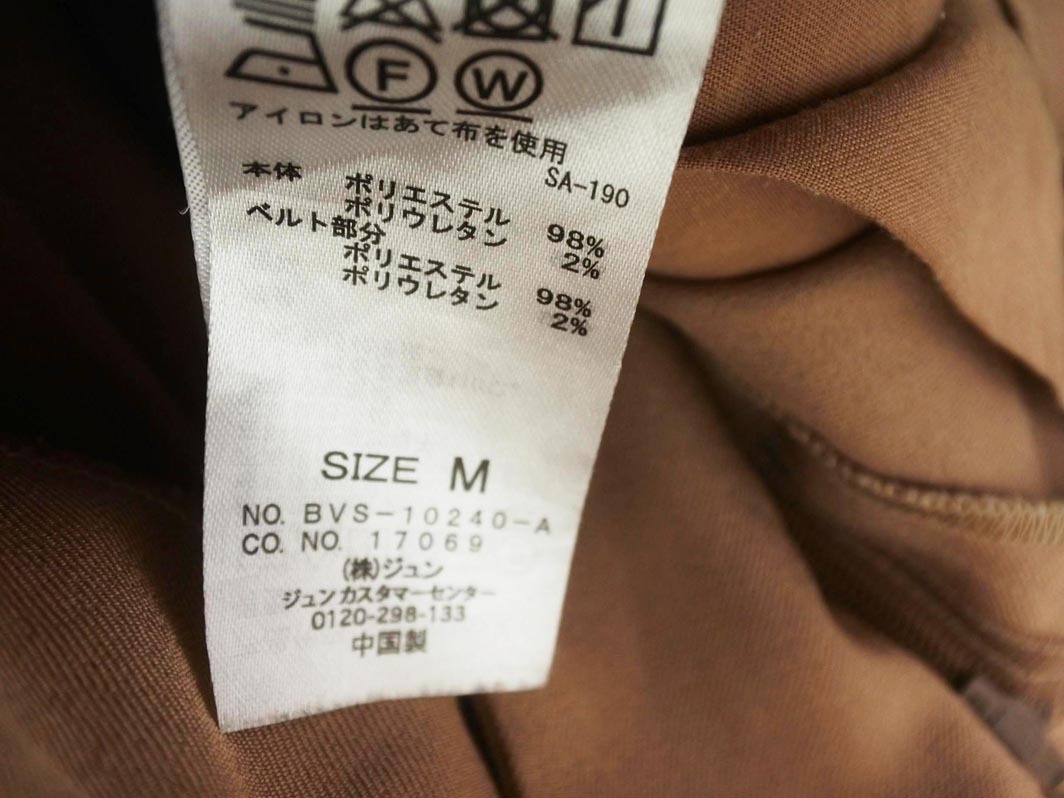 F W
アイロンはあて布を使用
SA-190
本体 ポリエステル 98%
ポリウレタン 2%
ベルト部分
ポリエステル 98%
ポリウレタン 2%
SIZE M
NO. BVS-10240-A
CO. NO. 17069
(株)ジュン
ジュンカスタマーセンター
0120-298-133
中国製